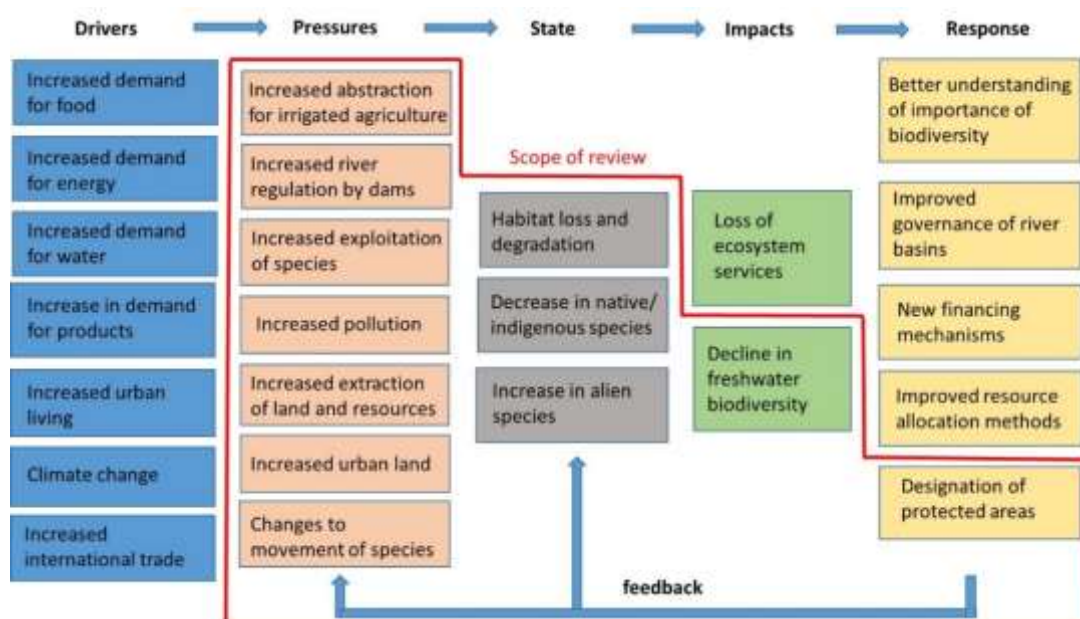 Drivers
Pressures
State
Impacts
Response
Increased demand
for food
Increased demand
for energy
Increased demand
for water
Increase in demand
for products
Increased urban
living
Climate change
Increased
international trade
Increased abstraction
for irrigated agriculture
Increased river
regulation by dams
Increased exploitation
of species
Increased pollution
Increased extraction
of land and resources
Increased urban land
Changes to
movement of species
Scope of review
Habitat loss and
degradation
Decrease in native/
indigenous species
Increase in alien
species
Loss of
ecosystem
services
Decline in
freshwater
biodiversity
Better understanding
of importance of
biodiversity
Improved
governance of river
basins
New financing
mechanisms
Improved resource
allocation methods
Designation of
protected areas
feedback